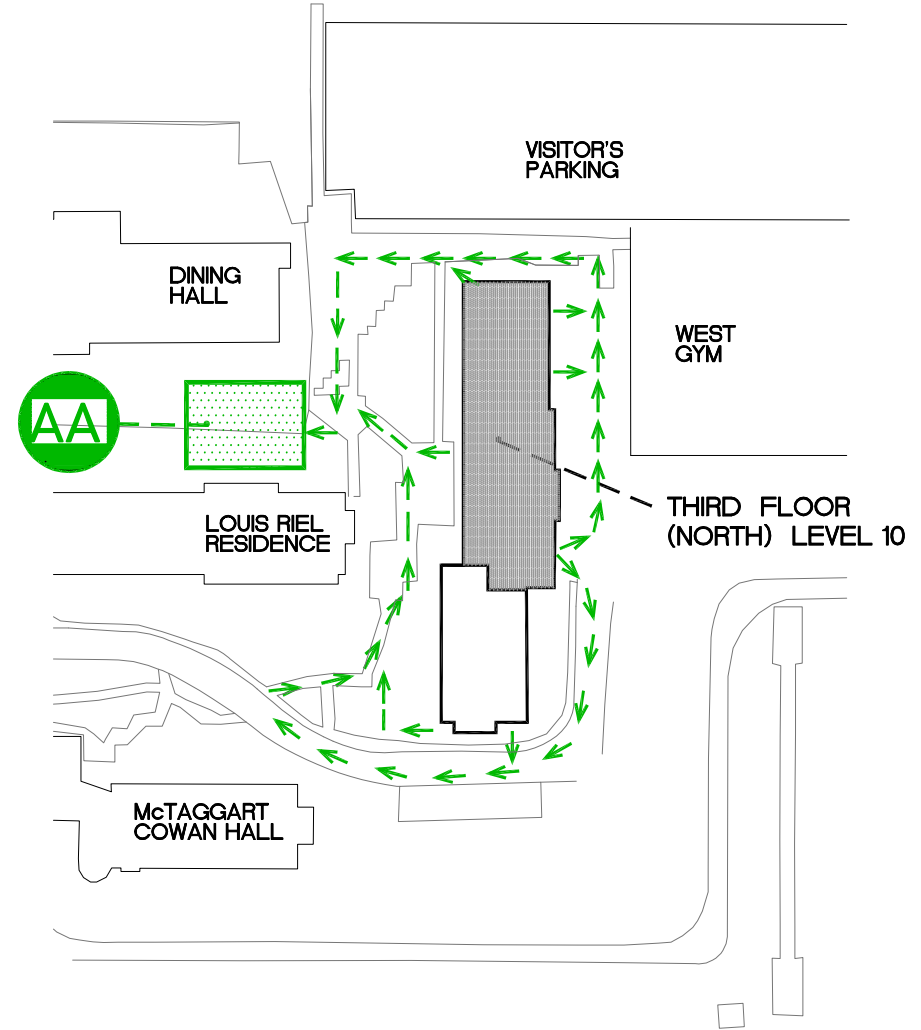 VISITOR'S
PARKING
DINING
HALL
WEST
GYM
AA
THIRD FLOOR
(NORTH) LEVEL 10
LOUIS RIEL
RESIDENCE
McTAGGART
COWAN HALL